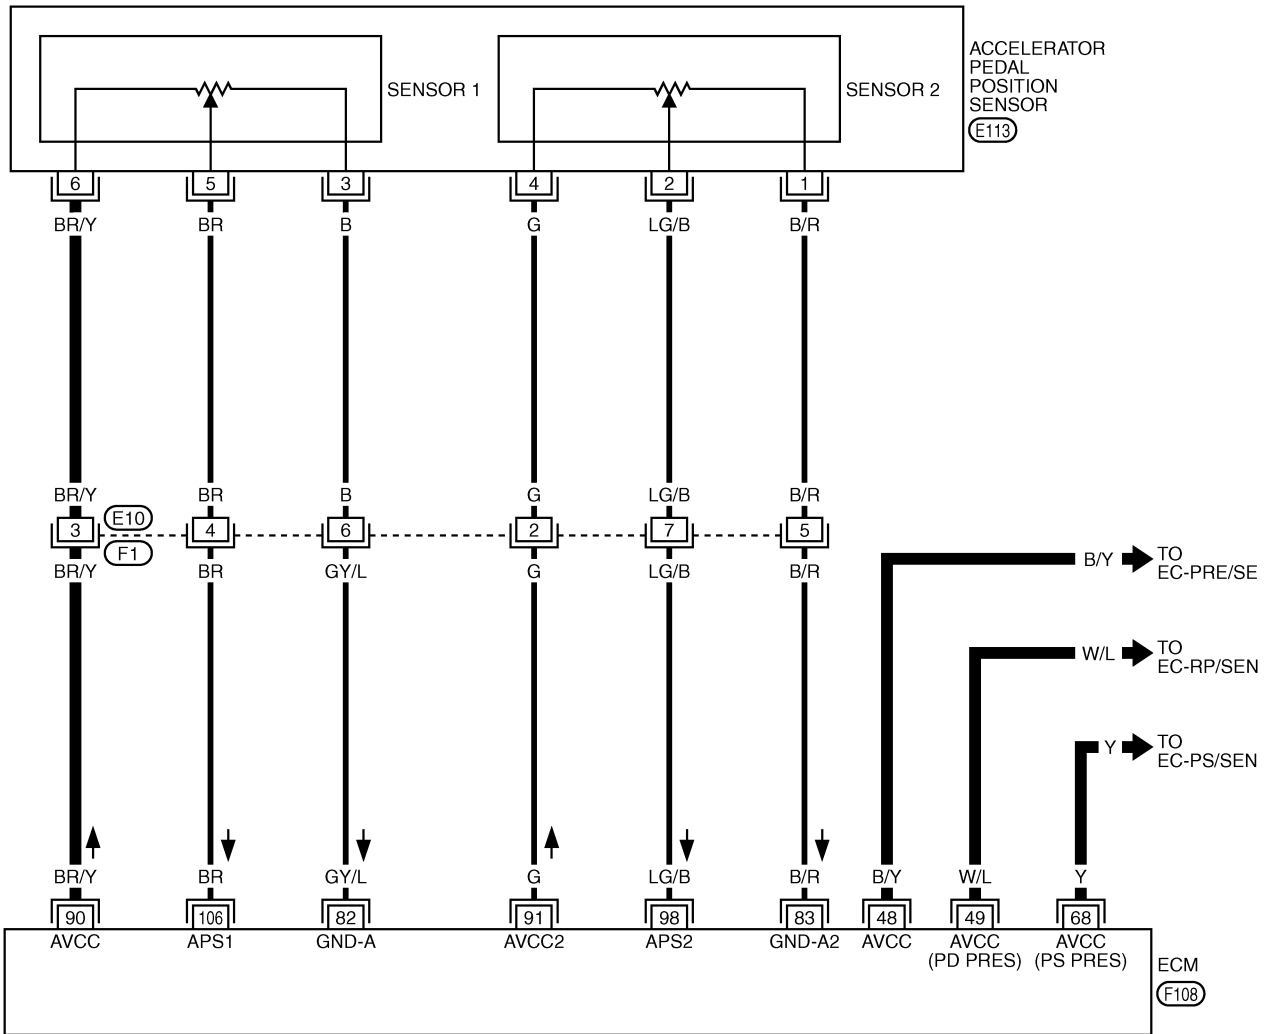 ACCELERATOR
PEDAL
POSITION
SENSOR
E113
SENSOR 1
SENSOR 2
6 5 3 4 2 1
BR/Y BR B G LG/B B/R
BR/Y BR B G LG/B B/R
E10
3 4 6 2 7 5
F1
BR/Y BR GY/L G LG/B B/R
B/Y TO
EC-PRE/SE
W/L TO
EC-RP/SEN
Y TO
EC-PS/SEN
BR/Y BR GY/L G LG/B B/R B/Y W/L Y
90 106 82 91 98 83 48 49 68
AVCC APS1 GND-A AVCC2 APS2 GND-A2 AVCC AVCC AVCC
(PD PRES) (PS PRES)
ECM
F108